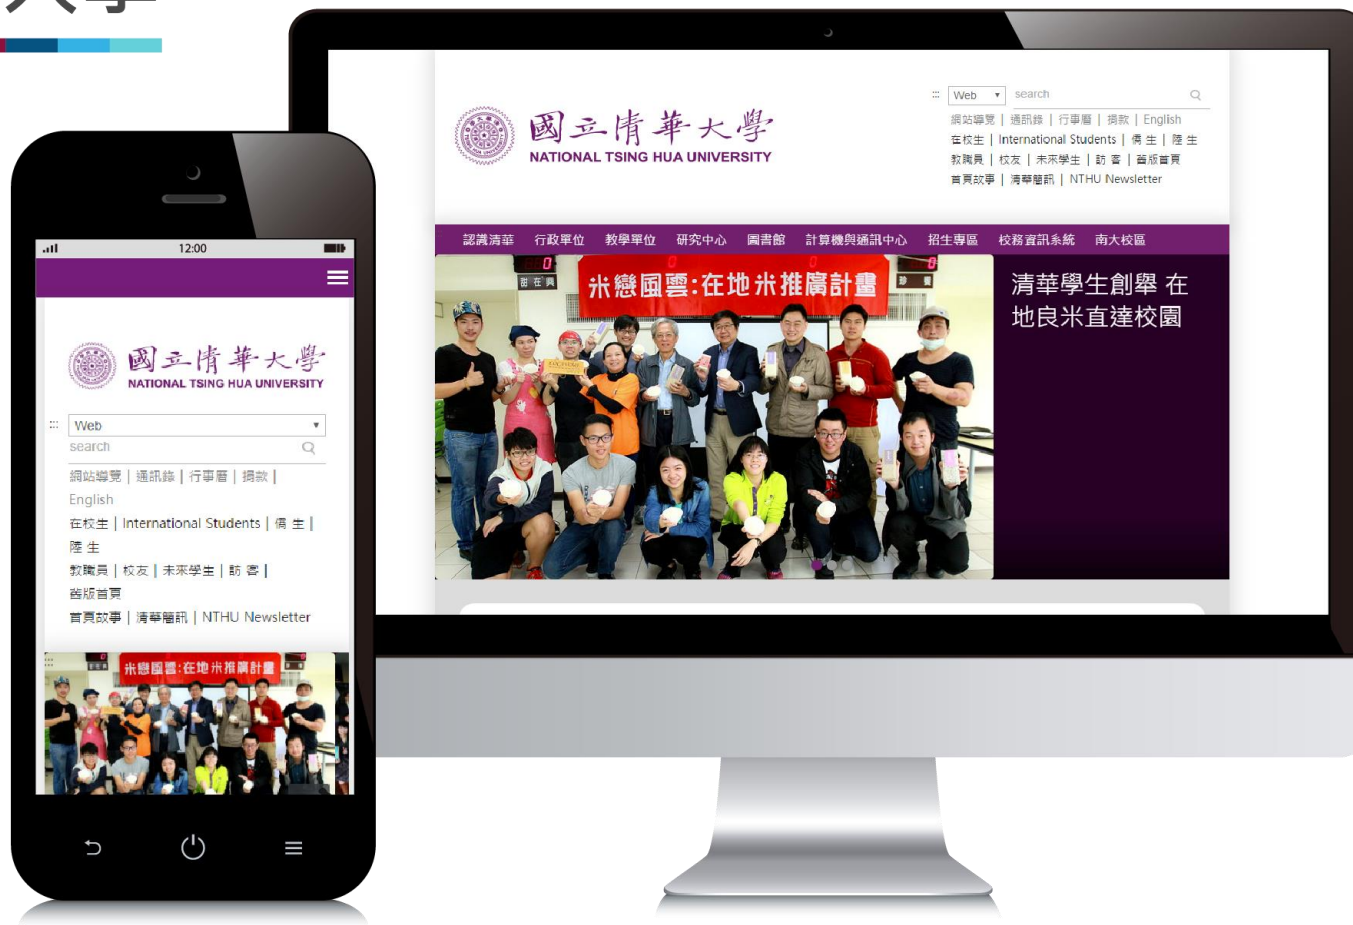 大學
12:00
國立清華大學
NATIONAL TSING HUA UNIVERSITY
::: Web
search
網站導覽 | 通訊錄 | 行事曆 | 捐款 |
English
在校生 | International Students | 僑 生 |
陸 生
教職員 | 校友 | 未來學生 | 訪 客 |
舊版首頁
首頁故事 | 清華簡訊 | NTHU Newsletter
米戀風雲:在地米推廣計畫
國立清華大學
NATIONAL TSING HUA UNIVERSITY
::: Web search
網站導覽 | 通訊錄 | 行事曆 | 捐款 | English
在校生 | International Students | 僑 生 | 陸 生
教職員 | 校友 | 未來學生 | 訪 客 | 舊版首頁
首頁故事 | 清華簡訊 | NTHU Newsletter
認識清華 行政單位 教學單位 研究中心 圖書館 計算機與通訊中心 招生專區 校務資訊系統 南大校區
米戀風雲:在地米推廣計畫
清華學生創舉 在
地良米直達校園